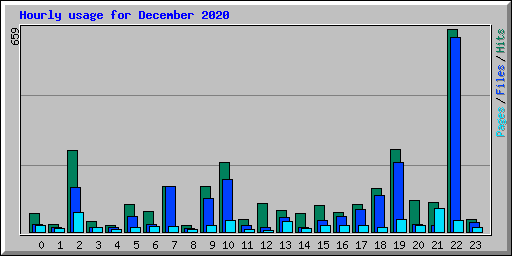 Hourly usage for December 2020
659
Pages/Files/Hits
0 1 2 3 4 5 6 7 8 9 10 11 12 13 14 15 16 17 18 19 20 21 22 23